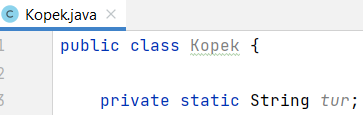 Kopek.java
1 public class Kopek {
2
3 private static String tur;